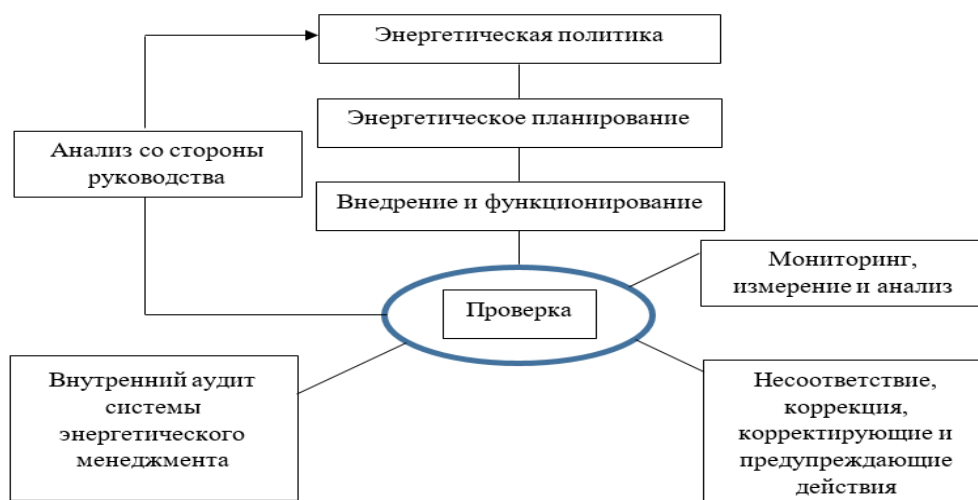 Энергетическая политика
Энергетическое планирование
Анализ со стороны
руководства
Внедрение и функционирование
Мониторинг,
измерение и анализ
Проверка
Внутренний аудит
системы
энергетического
менеджмента
Несоответствие,
коррекция,
корректирующие и
предупреждающие
действия